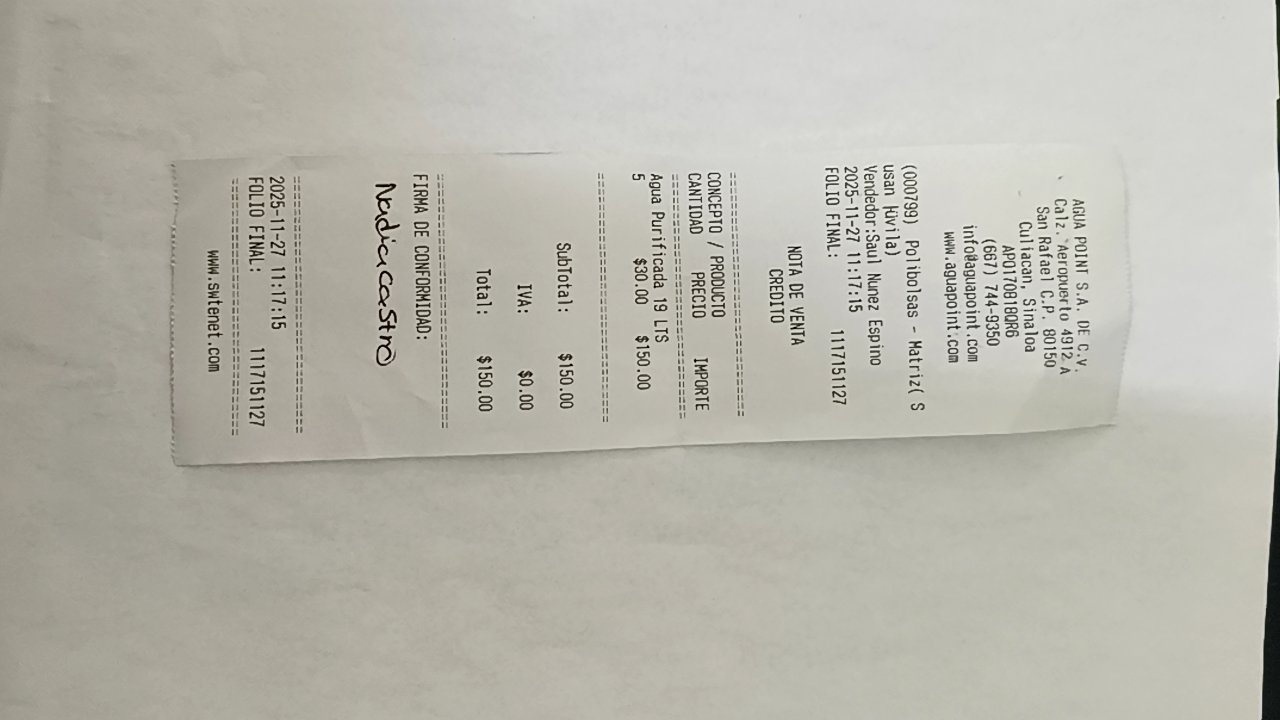 AGUA POINT S.A. DE C.V.
Calz. Aeropuerto 4912 A
San Rafael C.P. 80150
Culiacan, Sinaloa
APO170818QR6
(667) 744-9350
info@aguapoint.com
www.aguapoint.com
(000799) Polibolsas - Matriz( S
usan
Vendedor:Saul Nunez Espino
2025-11-27 11:17:15
FOLIO FINAL: 1117151127
NOTA DE VENTA
CREDITO
==============================
CONCEPTO / PRODUCTO
CANTIDAD PRECIO IMPORTE
==============================
Agua Purificada 19 LTS
5 $30.00 $150.00
==============================
SubTotal: $150.00
IVA: $0.00
Total: $150.00
==============================
FIRMA DE CONFORMIDAD:
Nadia Castro
==============================
2025-11-27 11:17:15
FOLIO FINAL: 1117151127
==============================
www.swtenet.com